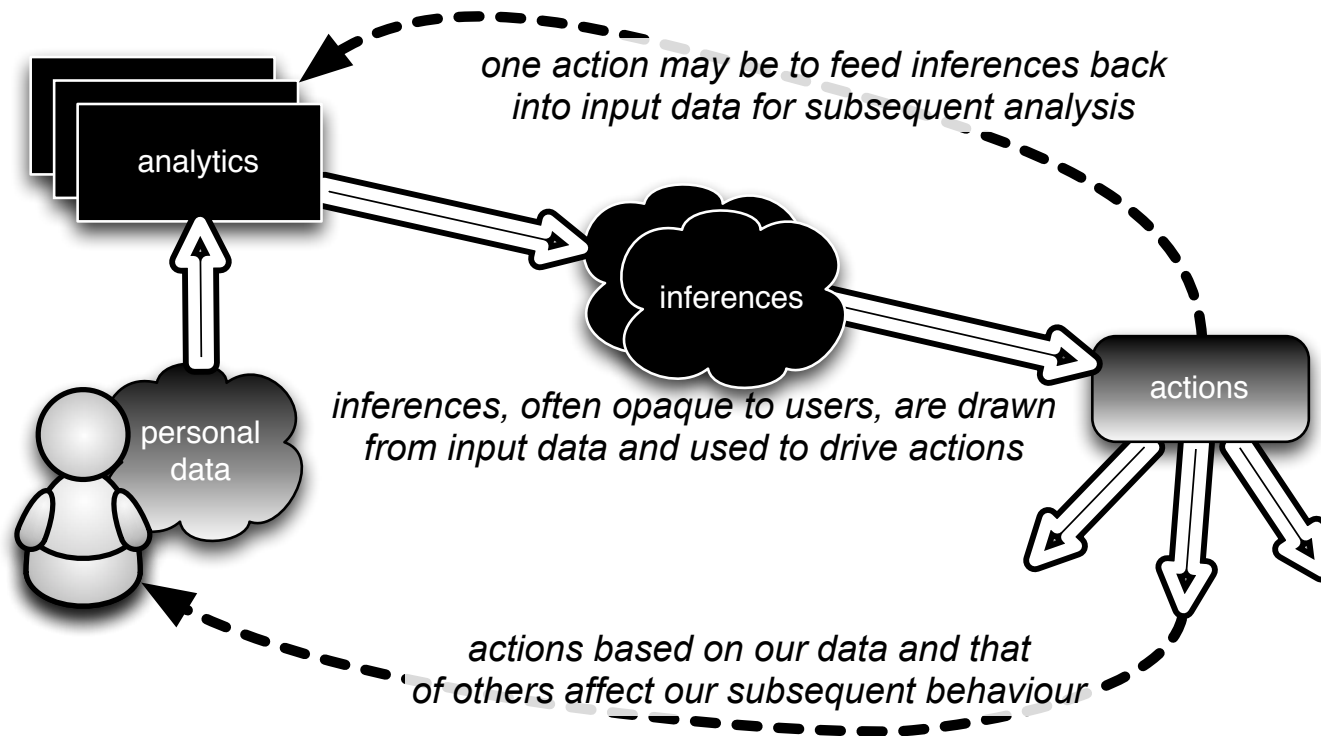 one action may be to feed inferences back
into input data for subsequent analysis
analytics
inferences
actions
inferences, often opaque to users, are drawn
from input data and used to drive actions
personal
data
actions based on our data and that
of others affect our subsequent behaviour